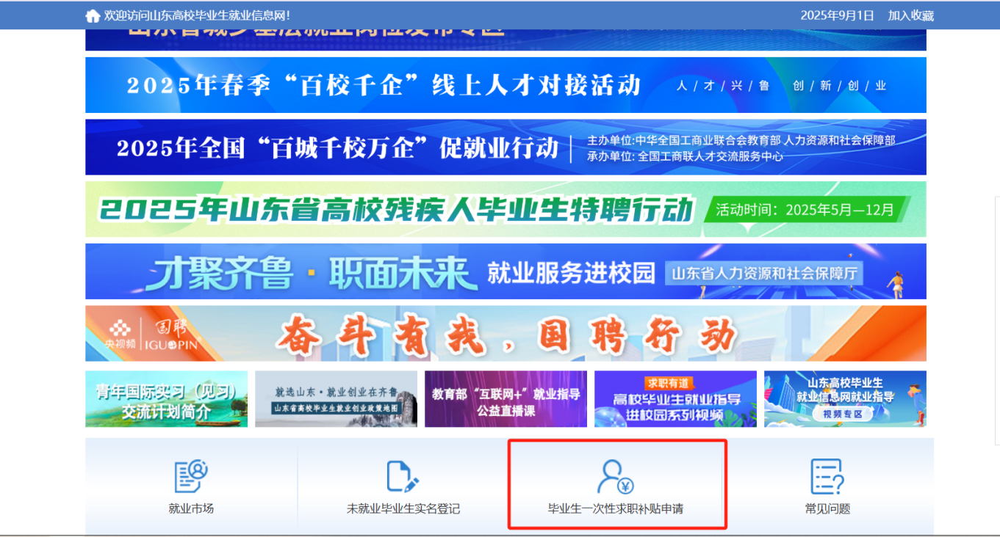 欢迎访问山东高校毕业生就业信息网!
2025年9月1日 加入收藏
山东省城乡基层就业岗位发布专区
2025年春季“百校千企”线上人才对接活动
人/才/兴/鲁 创/新/创/业
2025年全国“百城千校万企”促就业行动
主办单位:中华全国工商业联合会教育部 人力资源和社会保障部
承办单位: 全国工商联人才交流服务中心
2025年山东省高校残疾人毕业生特聘行动
活动时间：2025年5月—12月
才聚齐鲁·职面未来 就业服务进校园 山东省人力资源和社会保障厅
央视频
国聘
IGUOPIN
奋斗有我，国聘行动
青年国际实习（见习）
交流计划简介
就选山东·就业创业在齐鲁
山东省高校毕业生就业创业政策地图
教育部“互联网+”就业指导
公益直播课
求职有道
高校毕业生就业指导
进校园系列视频
山东高校毕业生
就业信息网就业指导
视频专区
就业市场
未就业毕业生实名登记
毕业生一次性求职补贴申请
常见问题